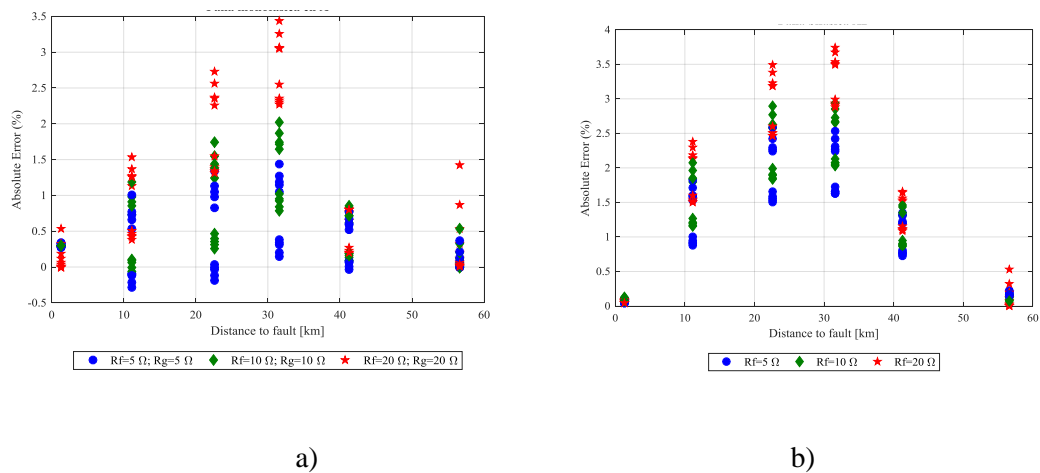 3.5
3
2.5
2
1.5
1
0.5
0
-0.5
Absolute Error (%)
0 10 20 30 40 50 60
Distance to fault [km]
Rf=5 Ω; Rg=5 Ω Rf=10 Ω; Rg=10 Ω Rf=20 Ω; Rg=20 Ω
a)
4
3.5
3
2.5
2
1.5
1
0.5
0
Absolute Error (%)
0 10 20 30 40 50 60
Distance to fault [km]
Rf=5 Ω Rf=10 Ω Rf=20 Ω
b)